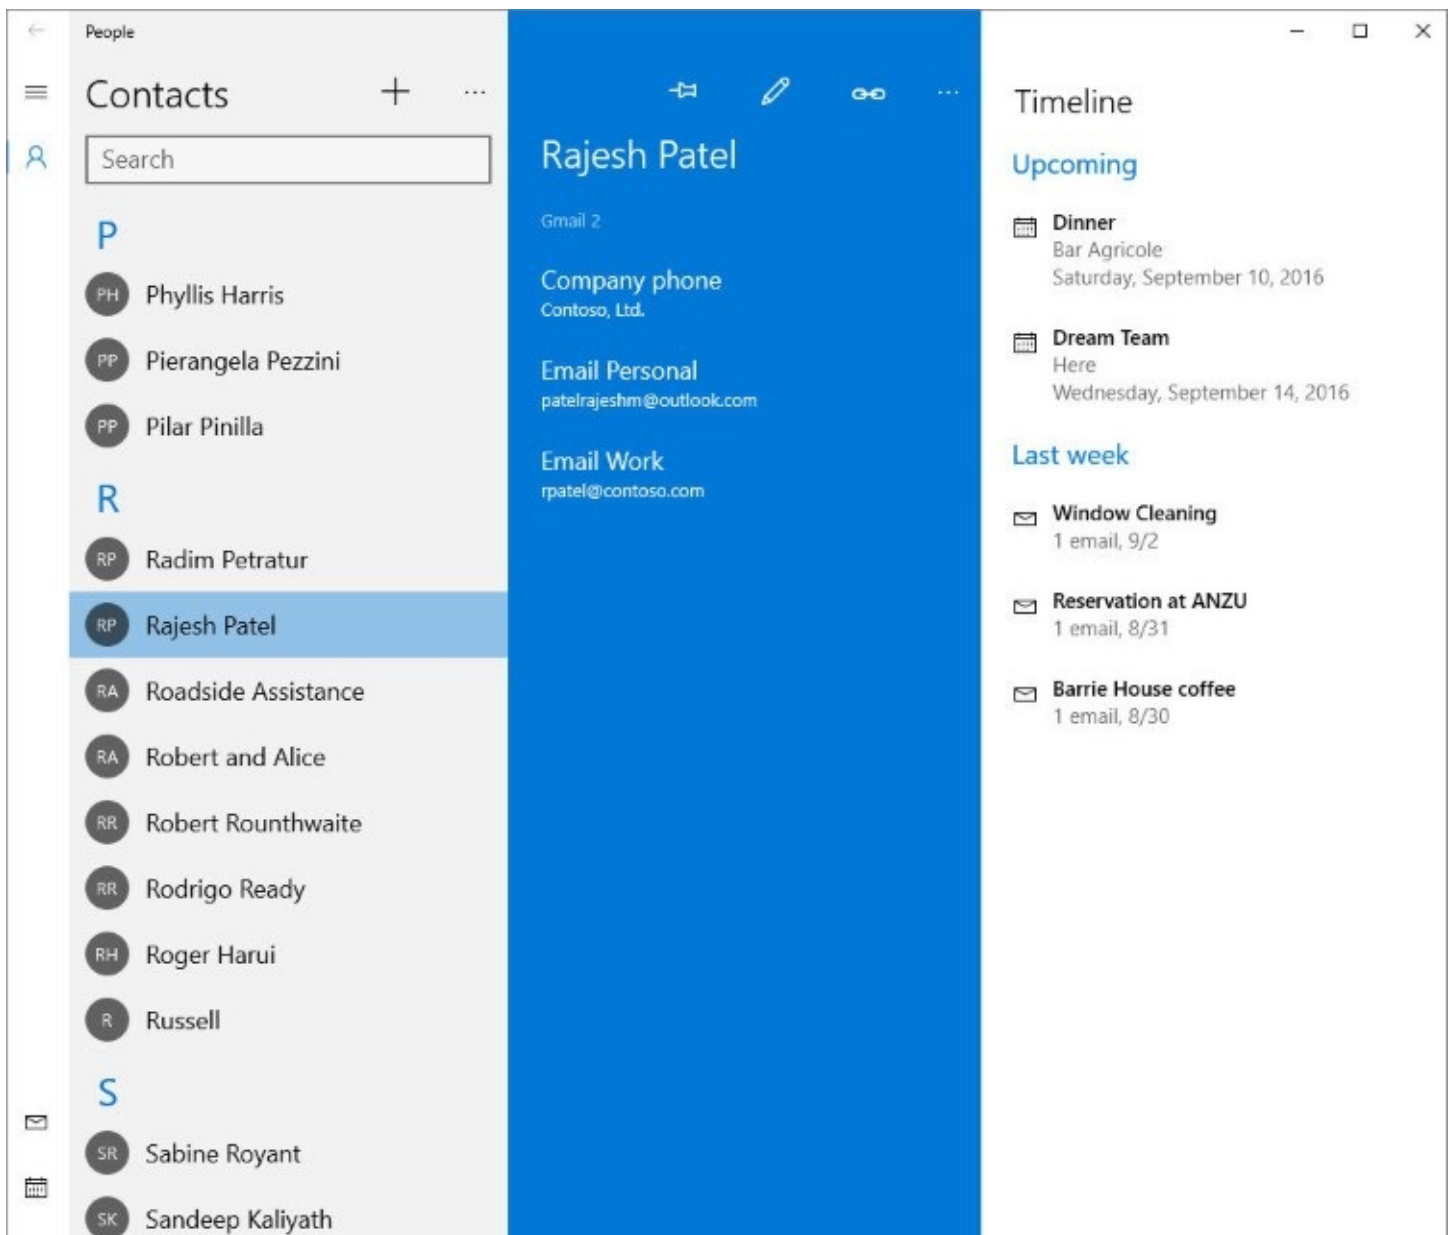 People
Contacts
Search
P
PH Phyllis Harris
PP Pierangela Pezzini
PP Pilar Pinilla
R
RP Radim Petratur
RP Rajesh Patel
RA Roadside Assistance
RA Robert and Alice
RR Robert Rounthwaite
RR Rodrigo Ready
RH Roger Harui
R Russell
S
SR Sabine Royant
SK Sandeep Kaliyath
Rajesh Patel
Gmail 2
Company phone
Contoso, Ltd.
Email Personal
patelrajeshm@outlook.com
Email Work
rpatel@contoso.com
Timeline
Upcoming
Dinner
Bar Agricole
Saturday, September 10, 2016
Dream Team
Here
Wednesday, September 14, 2016
Last week
Window Cleaning
1 email, 9/2
Reservation at ANZU
1 email, 8/31
Barrie House coffee
1 email, 8/30